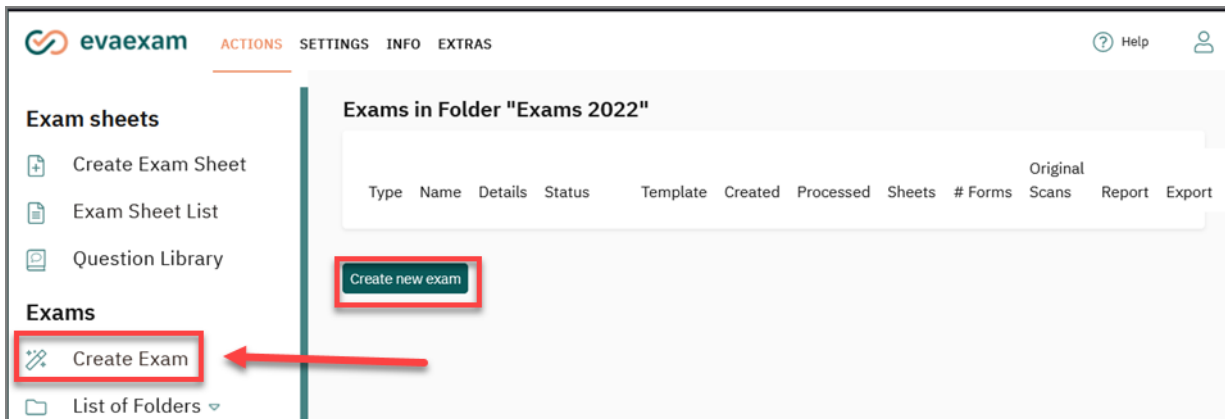 evaexam ACTIONS SETTINGS INFO EXTRAS Help
Exam sheets
Create Exam Sheet
Exam Sheet List
Question Library
Exams
Create Exam
List of Folders
Exams in Folder "Exams 2022"
Type Name Details Status Template Created Processed Sheets # Forms Original Scans Report Export
Create new exam